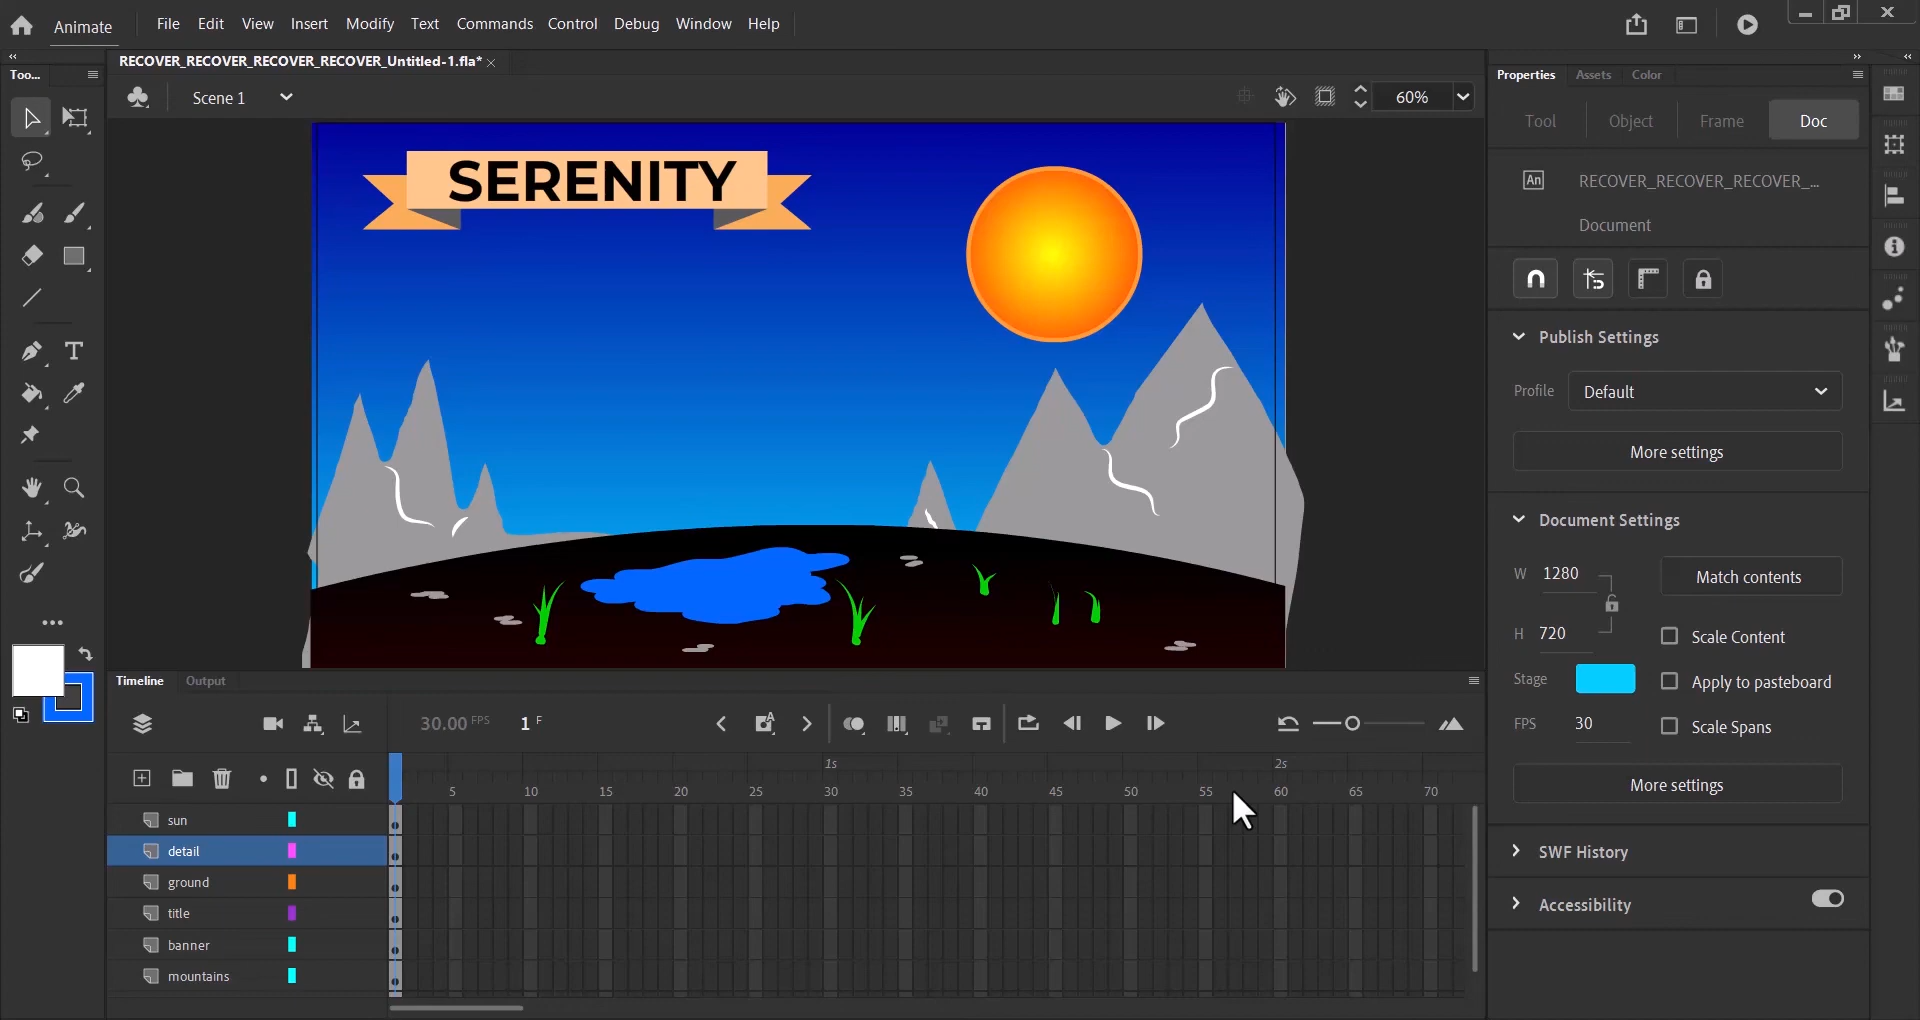 Animate File Edit View Insert Modify Text Commands Control Debug Window Help
Too...
RECOVER_RECOVER_RECOVER_RECOVER_Untitled-1.fla*
Scene 1
60%
SERENITY
Properties Assets Color
Tool Object Frame Doc
An RECOVER_RECOVER_RECOVER_...
Document
Publish Settings
Profile Default
More settings
Document Settings
W 1280
Match contents
H 720
Scale Content
Stage
Apply to pasteboard
FPS 30
Scale Spans
More settings
SWF History
Accessibility
Timeline Output
30.00 FPS 1 F
1s 2s
5 10 15 20 25 30 35 40 45 50 55 60 65 70
sun
detail
ground
title
banner
mountains